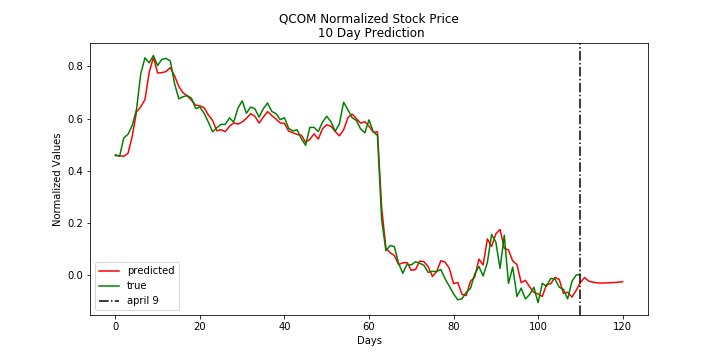 QCOM Normalized Stock Price
10 Day Prediction
Normalized Values
0.8
0.6
0.4
0.2
0.0
predicted
true
april 9
0
20
40
60
80
100
120
Days